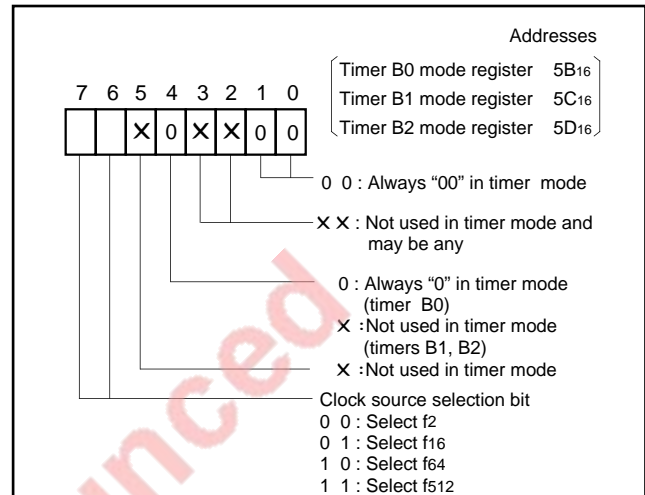 Addresses
Timer B0 mode register 5B16
Timer B1 mode register 5C16
Timer B2 mode register 5D16
7 6 5 4 3 2 1 0
× 0 × × 0 0
0 0 : Always “00” in timer mode
× × : Not used in timer mode and
may be any
0 : Always “0” in timer mode
(timer B0)
× : Not used in timer mode
(timers B1, B2)
× : Not used in timer mode
Clock source selection bit
0 0 : Select f2
0 1 : Select f16
1 0 : Select f64
1 1 : Select f512
unced